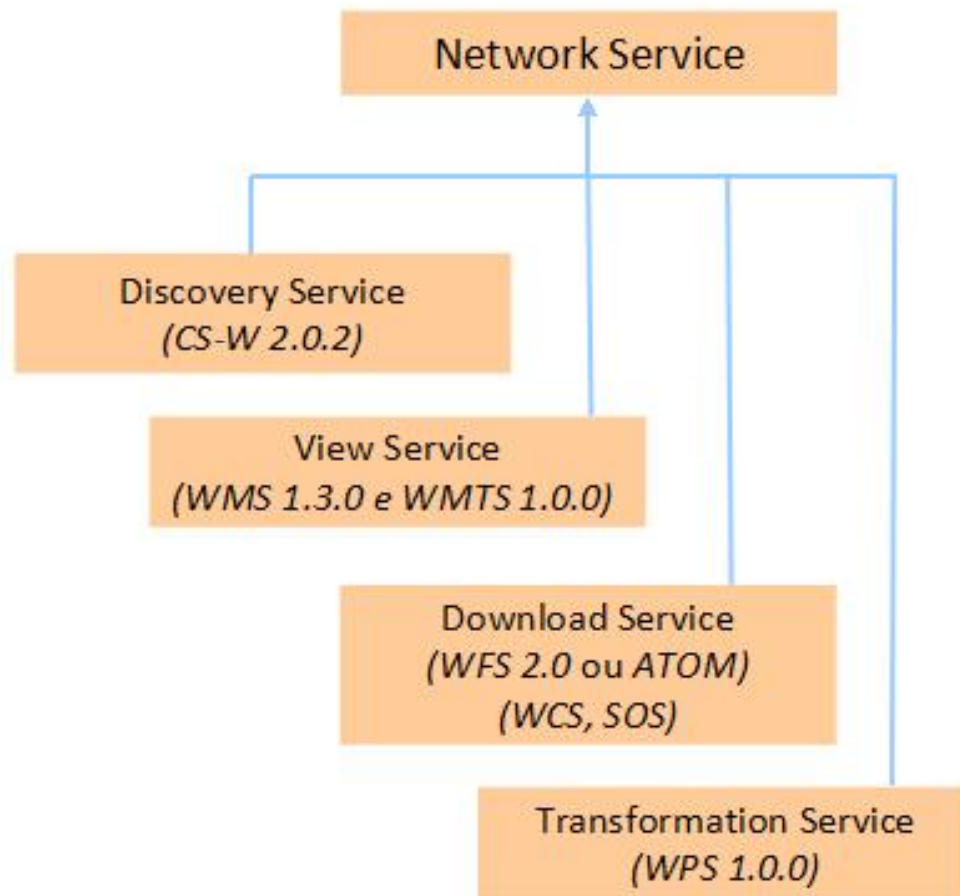 Network Service
Discovery Service
(CS-W 2.0.2)
View Service
(WMS 1.3.0 e WMTS 1.0.0)
Download Service
(WFS 2.0 ou ATOM)
(WCS, SOS)
Transformation Service
(WPS 1.0.0)